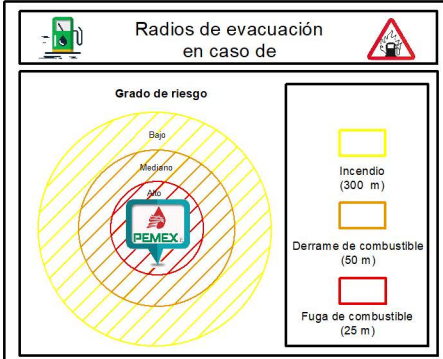 Radios de evacuación
en caso de
Grado de riesgo
Bajo
Mediano
Alto
PEMEX
Incendio
(300 m)
Derrame de combustible
(50 m)
Fuga de combustible
(25 m)